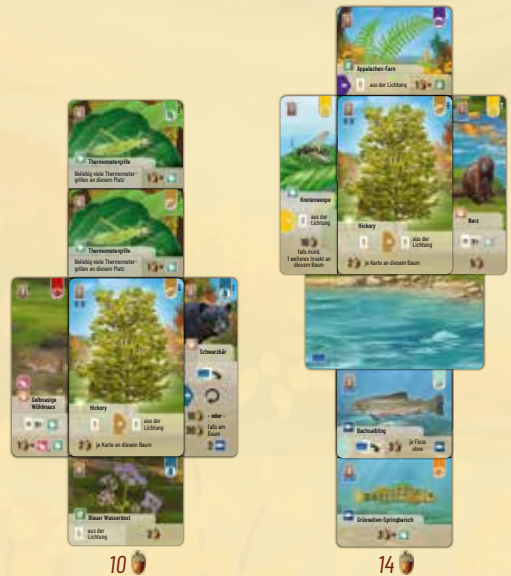 Thermometergrille
Beliebig viele Thermometer-
grillen an diesem Platz
Thermometergrille
Beliebig viele Thermometer-
grillen an diesem Platz
Gelbnasige
Wühlmaus
Hickory
aus der
Lichtung
je Karte an diesem Baum
Schwarzbär
- oder -
falls am
Baum
Blauer Wasserdost
aus der
Lichtung
10
Appalachen-Farn
aus der Lichtung
Knotenwespe
aus der
Lichtung
falls mind.
1 weiteres Insekt an
diesem Baum
Hickory
aus der
Lichtung
je Karte an diesem Baum
Nerz
Bachsaibling
je Fluss
ohne
Grünseiten-Springbarsch
14